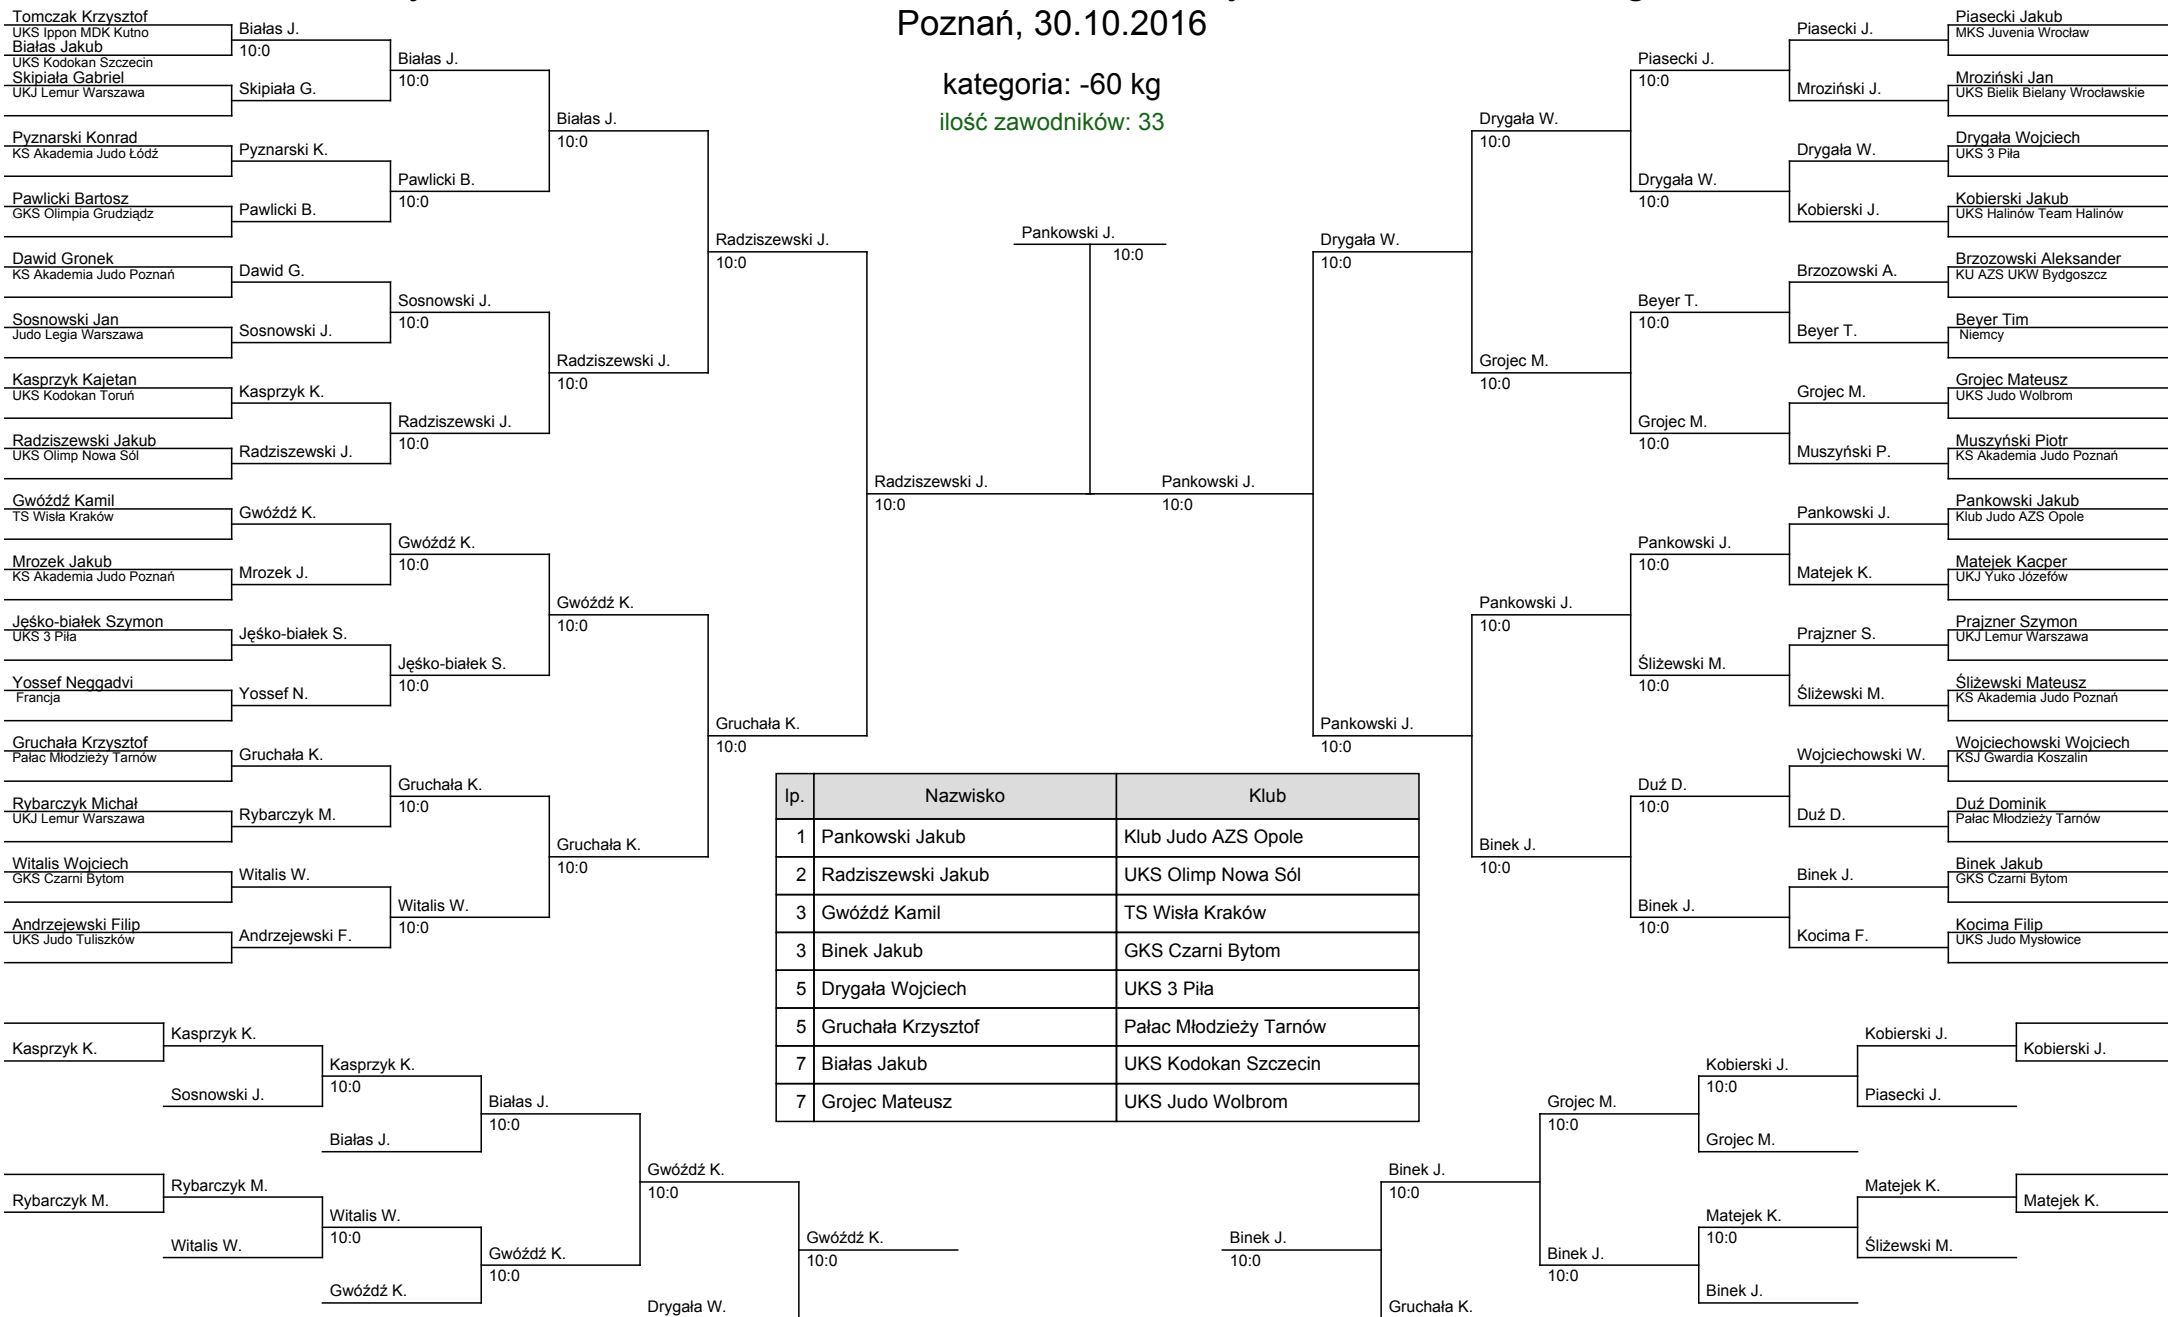 Poznań, 30.10.2016
kategoria: -60 kg
ilość zawodników: 33
Tomczak Krzysztof
UKS Ippon MDK Kutno
Białas Jakub
UKS Kodokan Szczecin
Skipiała Gabriel
UKJ Lemur Warszawa
Pyznarski Konrad
KS Akademia Judo Łódź
Pawlicki Bartosz
GKS Olimpia Grudziądz
Dawid Gronek
KS Akademia Judo Poznań
Sosnowski Jan
Judo Legia Warszawa
Kasprzyk Kajetan
UKS Kodokan Toruń
Radziszewski Jakub
UKS Olimp Nowa Sól
Gwóźdź Kamil
TS Wisła Kraków
Mrozek Jakub
KS Akademia Judo Poznań
Jęśko-białek Szymon
UKS 3 Piła
Yossef Neggadvi
Francja
Gruchała Krzysztof
Pałac Młodzieży Tarnów
Rybarczyk Michał
UKJ Lemur Warszawa
Witalis Wojciech
GKS Czarni Bytom
Andrzejewski Filip
UKS Judo Tuliszków
Białas J.
10:0
Skipiała G.
Pyznarski K.
Pawlicki B.
Dawid G.
Sosnowski J.
Kasprzyk K.
Radziszewski J.
Gwóźdź K.
Mrozek J.
Jęśko-białek S.
Yossef N.
Gruchała K.
Rybarczyk M.
Witalis W.
Andrzejewski F.
Białas J.
10:0
Pawlicki B.
10:0
Sosnowski J.
10:0
Radziszewski J.
10:0
Gwóźdź K.
10:0
Jęśko-białek S.
10:0
Gruchała K.
10:0
Witalis W.
10:0
Białas J.
10:0
Radziszewski J.
10:0
Gwóźdź K.
10:0
Gruchała K.
10:0
Radziszewski J.
10:0
Gruchała K.
10:0
Radziszewski J.
10:0
Pankowski J.
10:0
Pankowski J.
10:0
Drygała W.
10:0
Pankowski J.
10:0
Drygała W.
10:0
Grojec M.
10:0
Pankowski J.
10:0
Binek J.
10:0
Piasecki J.
10:0
Drygała W.
10:0
Beyer T.
10:0
Grojec M.
10:0
Pankowski J.
10:0
Śliżewski M.
10:0
Duź D.
10:0
Binek J.
10:0
Piasecki J.
Mroziński J.
Drygała W.
Kobierski J.
Brzozowski A.
Beyer T.
Grojec M.
Muszyński P.
Pankowski J.
Matejek K.
Prajzner S.
Śliżewski M.
Wojciechowski W.
Duź D.
Binek J.
Kocima F.
Piasecki Jakub
MKS Juvenia Wrocław
Mroziński Jan
UKS Bielik Bielany Wrocławskie
Drygała Wojciech
UKS 3 Piła
Kobierski Jakub
UKS Halinów Team Halinów
Brzozowski Aleksander
KU AZS UKW Bydgoszcz
Beyer Tim
Niemcy
Grojec Mateusz
UKS Judo Wolbrom
Muszyński Piotr
KS Akademia Judo Poznań
Pankowski Jakub
Klub Judo AZS Opole
Matejek Kacper
UKJ Yuko Józefów
Prajzner Szymon
UKJ Lemur Warszawa
Śliżewski Mateusz
KS Akademia Judo Poznań
Wojciechowski Wojciech
KSJ Gwardia Koszalin
Duź Dominik
Pałac Młodzieży Tarnów
Binek Jakub
GKS Czarni Bytom
Kocima Filip
UKS Judo Mysłowice
lp. Nazwisko Klub
1 Pankowski Jakub Klub Judo AZS Opole
2 Radziszewski Jakub UKS Olimp Nowa Sól
3 Gwóźdź Kamil TS Wisła Kraków
3 Binek Jakub GKS Czarni Bytom
5 Drygała Wojciech UKS 3 Piła
5 Gruchała Krzysztof Pałac Młodzieży Tarnów
7 Białas Jakub UKS Kodokan Szczecin
7 Grojec Mateusz UKS Judo Wolbrom
Kasprzyk K.
Rybarczyk M.
Kasprzyk K.
Sosnowski J.
Rybarczyk M.
Witalis W.
Kasprzyk K.
10:0
Białas J.
Witalis W.
10:0
Gwóźdź K.
Białas J.
10:0
Gwóźdź K.
10:0
Gwóźdź K.
10:0
Drygała W.
Gwóźdź K.
10:0
Binek J.
10:0
Binek J.
10:0
Gruchała K.
Grojec M.
10:0
Binek J.
10:0
Kobierski J.
10:0
Grojec M.
Matejek K.
10:0
Binek J.
Kobierski J.
Piasecki J.
Matejek K.
Śliżewski M.
Kobierski J.
Matejek K.